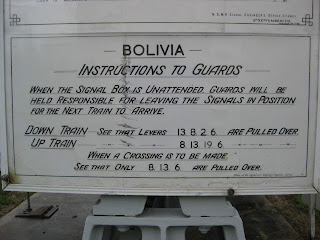 BOLIVIA
INSTRUCTIONS TO GUARDS
WHEN THE SIGNAL BOX IS UNATTENDED, GUARDS WILL BE
HELD RESPONSIBLE FOR LEAVING THE SIGNALS IN POSITION
FOR THE NEXT TRAIN TO ARRIVE.
DOWN TRAIN SEE THAT LEVERS 13.8.2.6. ARE PULLED OVER.
UP TRAIN 8.13.19.6.
WHEN A CROSSING IS TO BE MADE.
SEE THAT ONLY 8.13.6. ARE PULLED OVER.